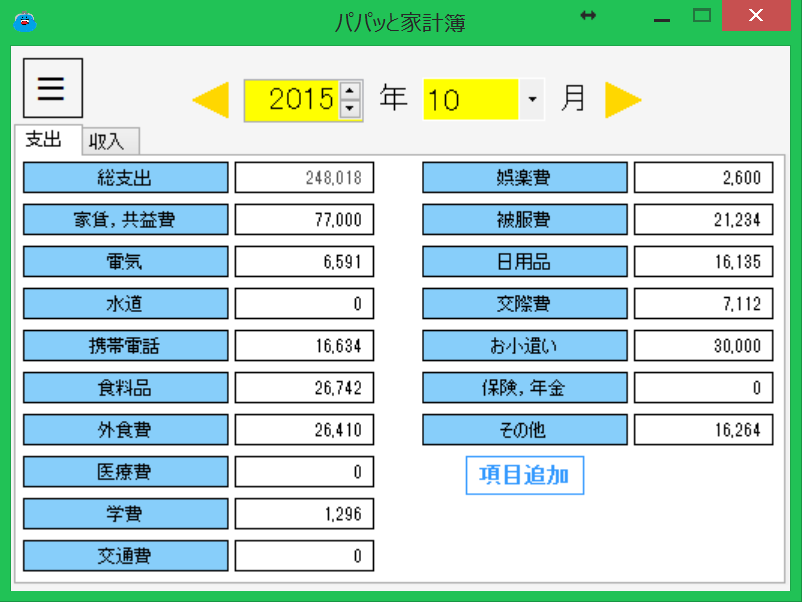 パパッと家計簿
2015 年 10 月
支出 収入
総支出 248,018
家賃，共益費 77,000
電気 6,591
水道 0
携帯電話 16,634
食料品 26,742
外食費 26,410
医療費 0
学費 1,296
交通費 0
娯楽費 2,600
被服費 21,234
日用品 16,135
交際費 7,112
お小遣い 30,000
保険，年金 0
その他 16,264
項目追加